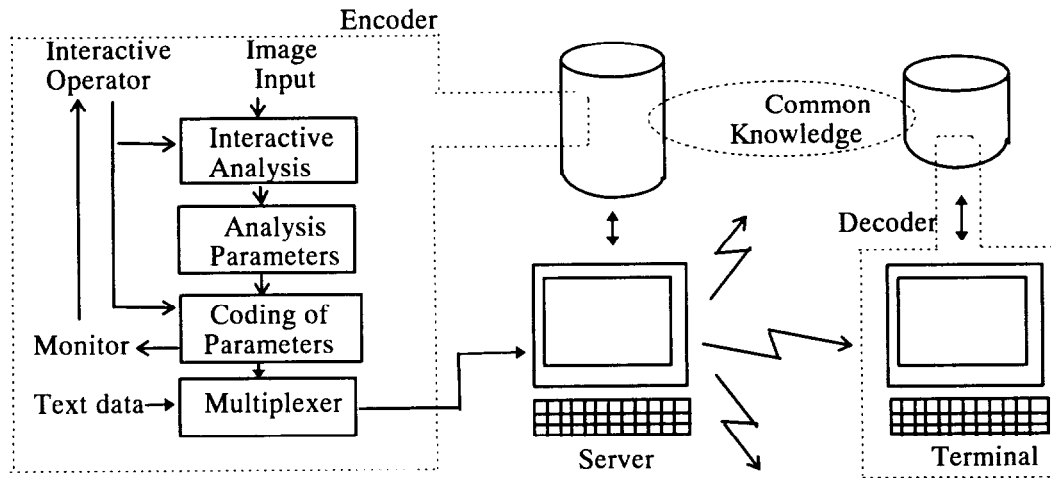 Encoder
Interactive
Operator
Image
Input
Interactive
Analysis
Analysis
Parameters
Coding of
Parameters
Monitor
Text data
Multiplexer
Common
Knowledge
Decoder
Server
Terminal